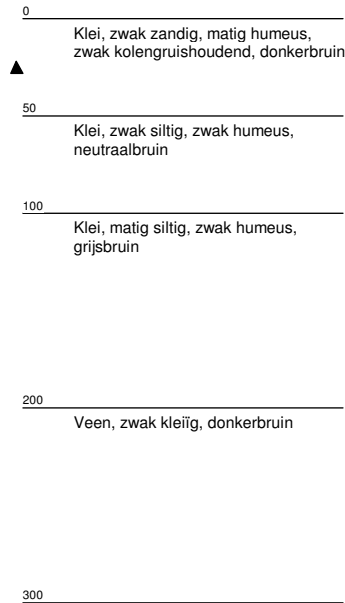 0
Klei, zwak zandig, matig humeus,
zwak kolengruishoudend, donkerbruin
50
Klei, zwak siltig, zwak humeus,
neutraalbruin
100
Klei, matig siltig, zwak humeus,
grijsbruin
200
Veen, zwak kleiïg, donkerbruin
300